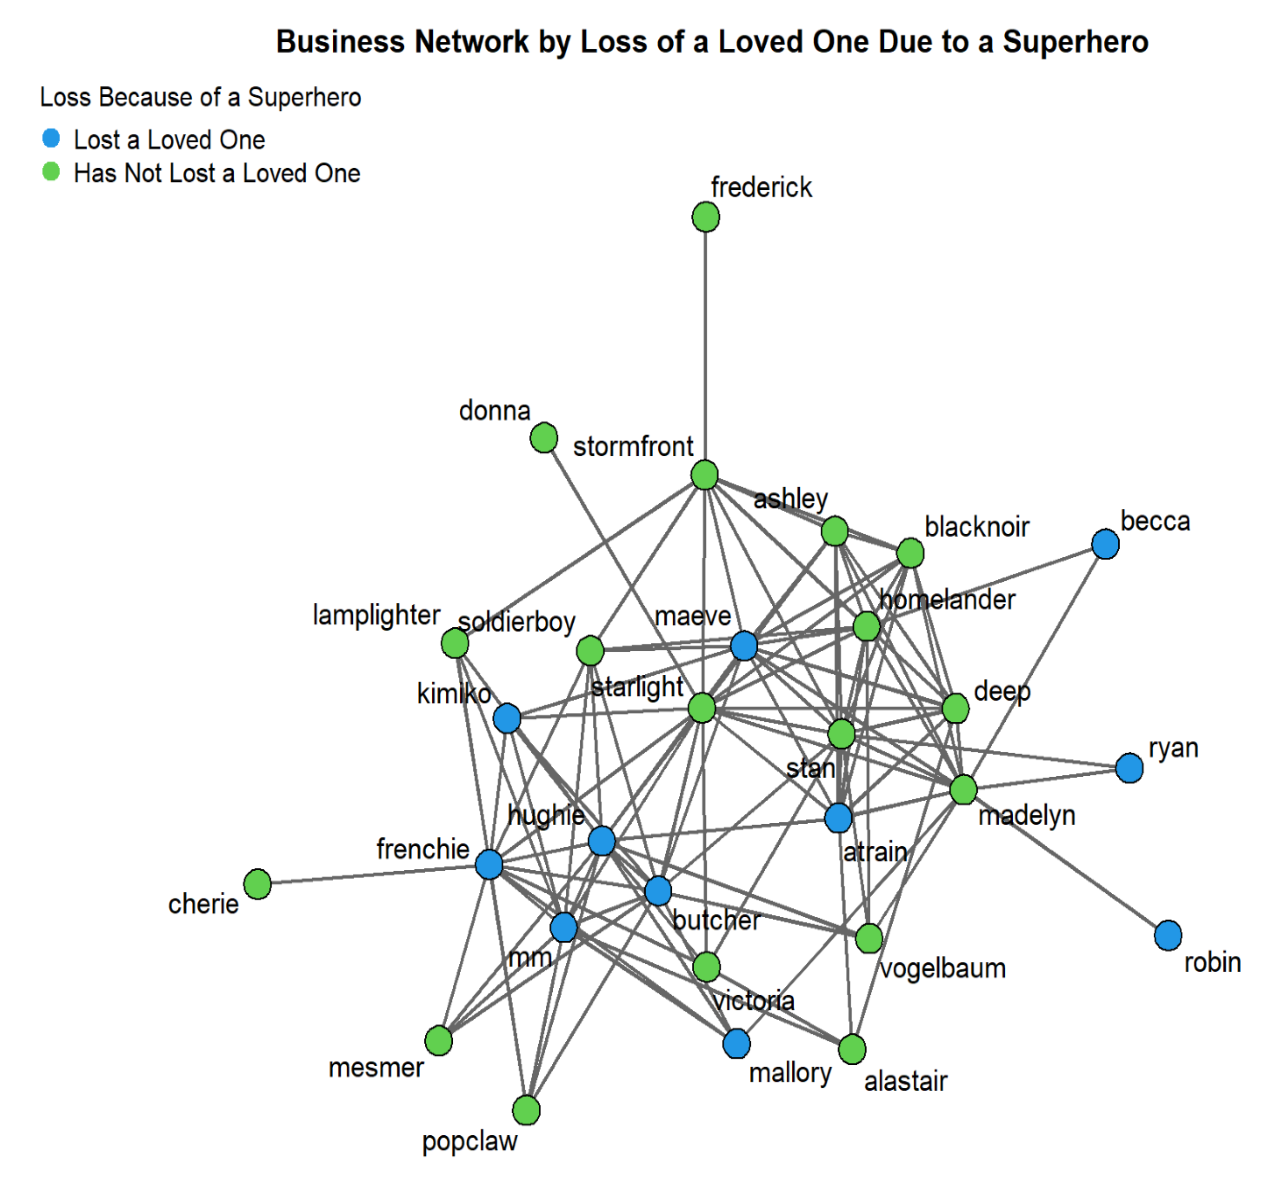 Business Network by Loss of a Loved One Due to a Superhero
Loss Because of a Superhero
Lost a Loved One
Has Not Lost a Loved One
frederick
donna
stormfront
ashley
blacknoir
becca
homelander
lamplighter
soldierboy
maeve
kimiko
starlight
deep
ryan
stan
madelyn
hughie
frenchie
atrain
cherie
butcher
mm
vogelbaum
robin
victoria
mesmer
mallory
alastair
popclaw